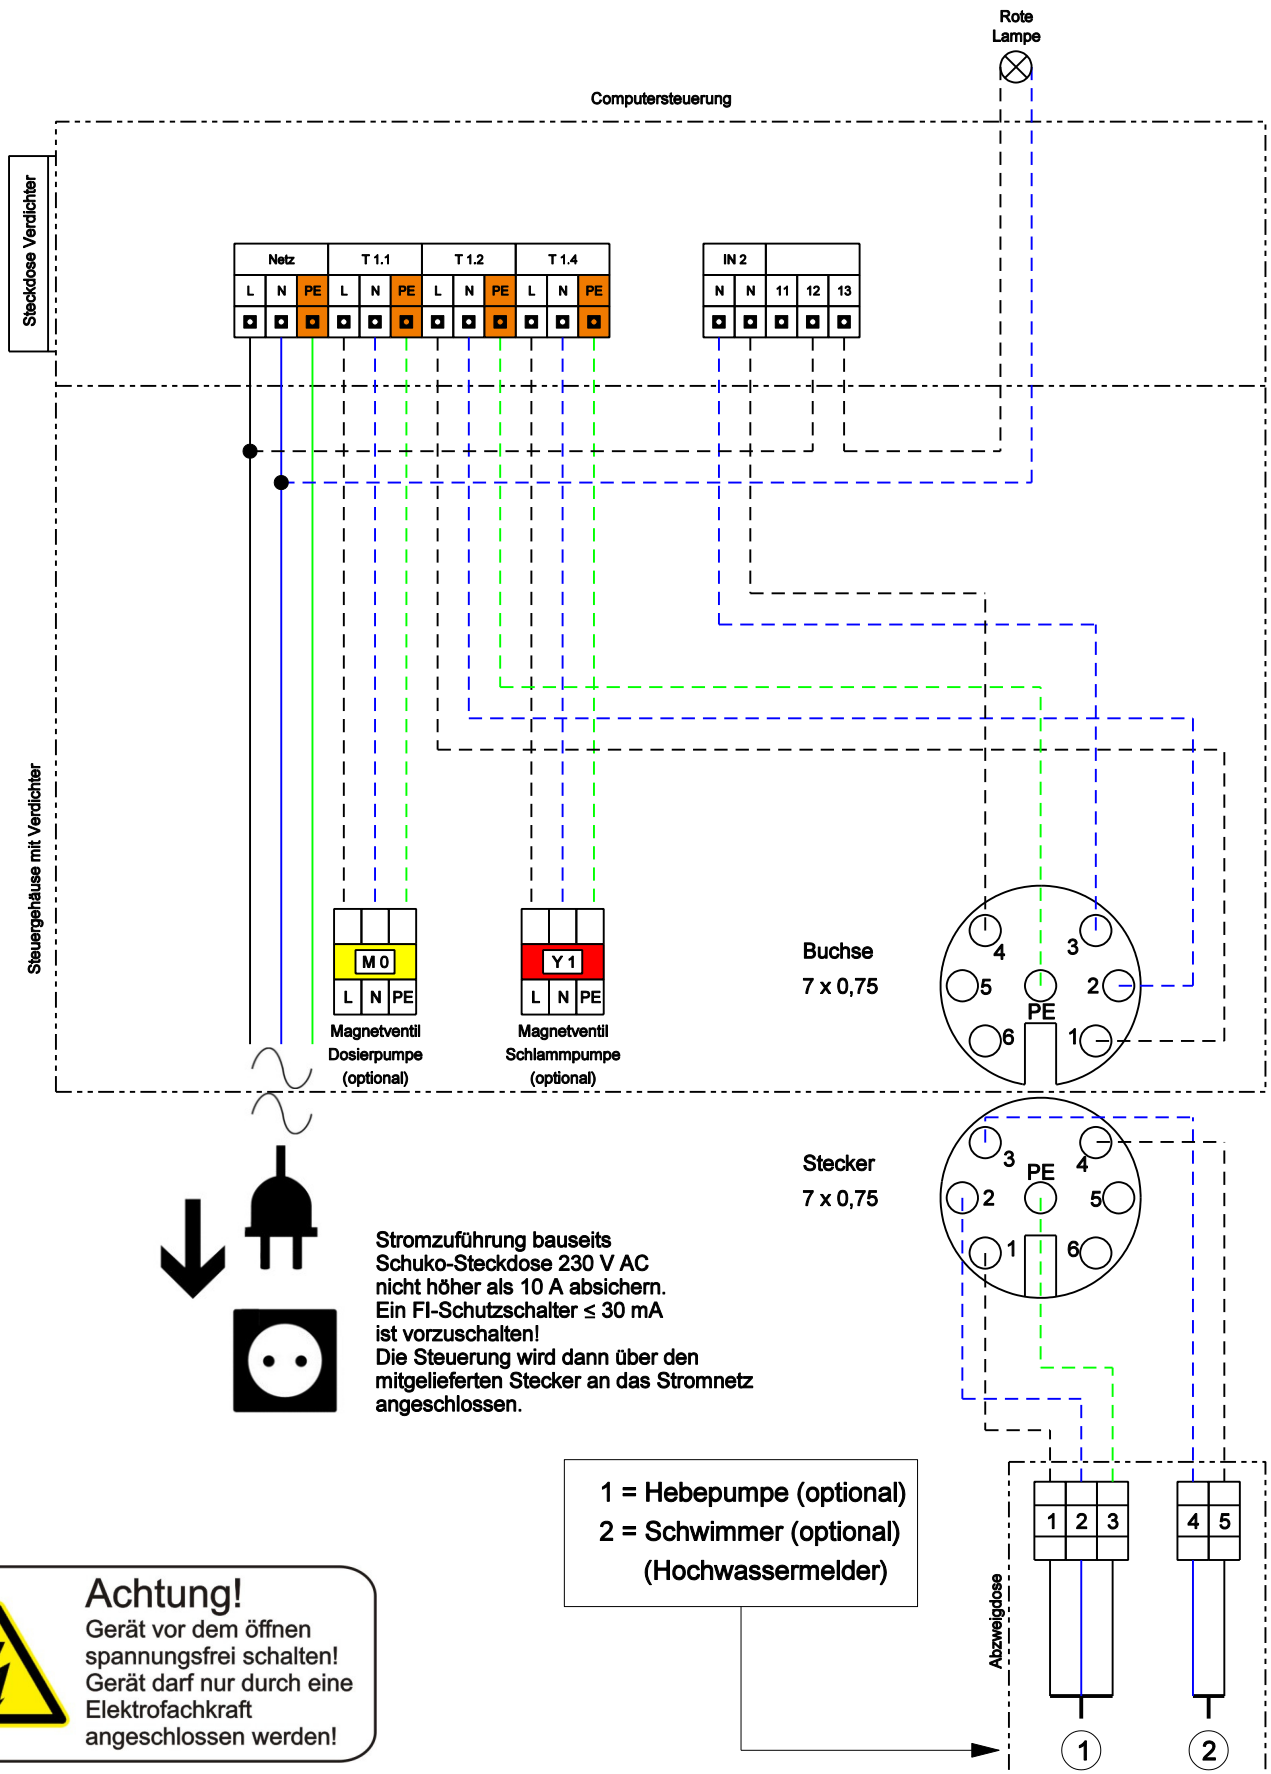 Rote
Lampe
Computersteuerung
Steckdose Verdichter
Netz T 1.1 T 1.2 T 1.4
L N PE L N PE L N PE L N PE
IN 2
N N 11 12 13
Steuergehäuse mit Verdichter
M 0
L N PE
Magnetventil
Dosierpumpe
(optional)
Y 1
L N PE
Magnetventil
Schlammpumpe
(optional)
Buchse
7 x 0,75
4 3
5 2
PE
6 1
Stecker
7 x 0,75
3 4
PE
2 5
1 6
Stromzuführung bauseits
Schuko-Steckdose 230 V AC
nicht höher als 10 A absichern.
Ein FI-Schutzschalter ≤ 30 mA
ist vorzuschalten!
Die Steuerung wird dann über den
mitgelieferten Stecker an das Stromnetz
angeschlossen.
1 = Hebepumpe (optional)
2 = Schwimmer (optional)
(Hochwassermelder)
1 2 3 4 5
Abzweigdose
1 2
Achtung!
Gerät vor dem öffnen
spannungsfrei schalten!
Gerät darf nur durch eine
Elektrofachkraft
angeschlossen werden!